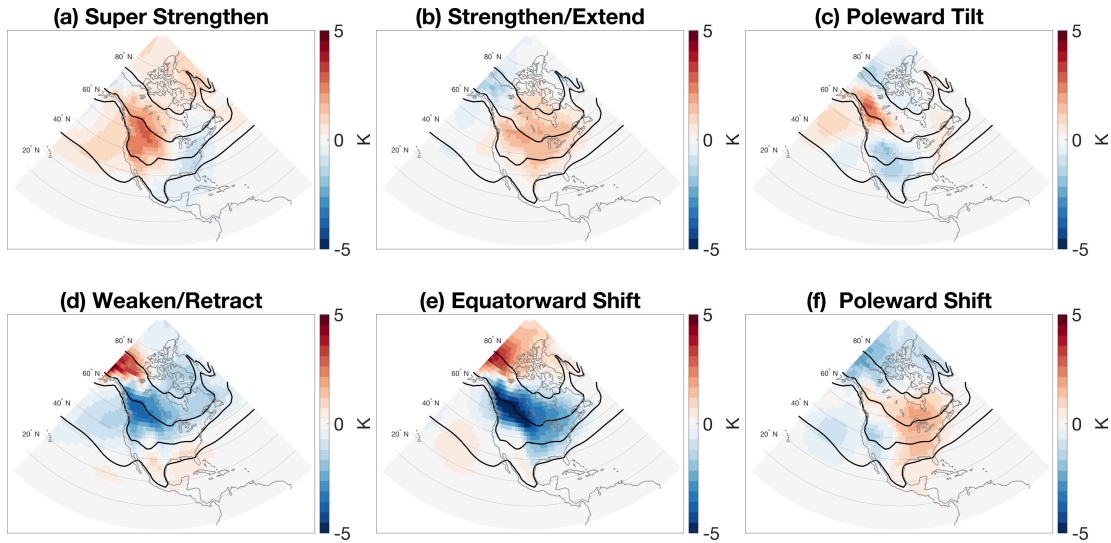 (a) Super Strengthen
(b) Strengthen/Extend
(c) Poleward Tilt
80° N
60° N
40° N
20° N
5
0
-5
K
80° N
60° N
40° N
20° N
5
0
-5
K
80° N
60° N
40° N
20° N
5
0
-5
K
(d) Weaken/Retract
(e) Equatorward Shift
(f) Poleward Shift
80° N
60° N
40° N
20° N
5
0
-5
K
80° N
60° N
40° N
20° N
5
0
-5
K
80° N
60° N
40° N
20° N
5
0
-5
K